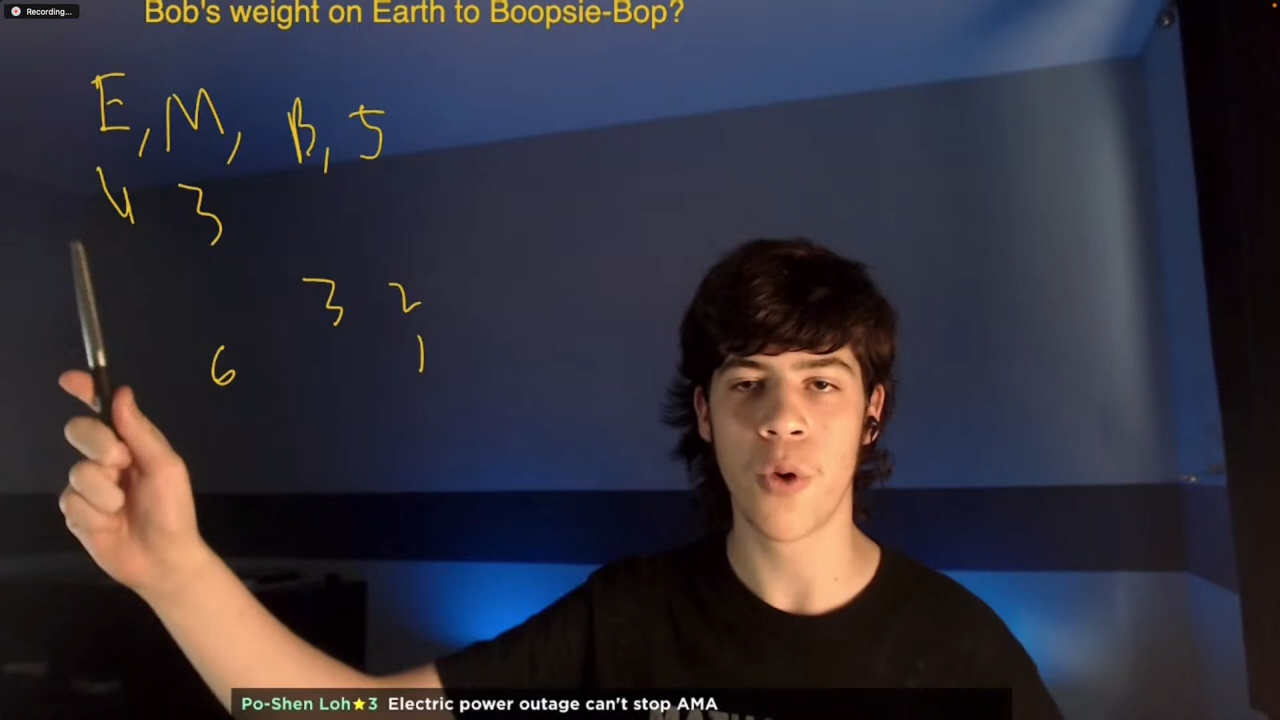 Recording...
Bob's weight on Earth to Boopsie-Bop?
E, M, B, 5
4 3
3 2
6 1
Po-Shen Loh★3 Electric power outage can't stop AMA